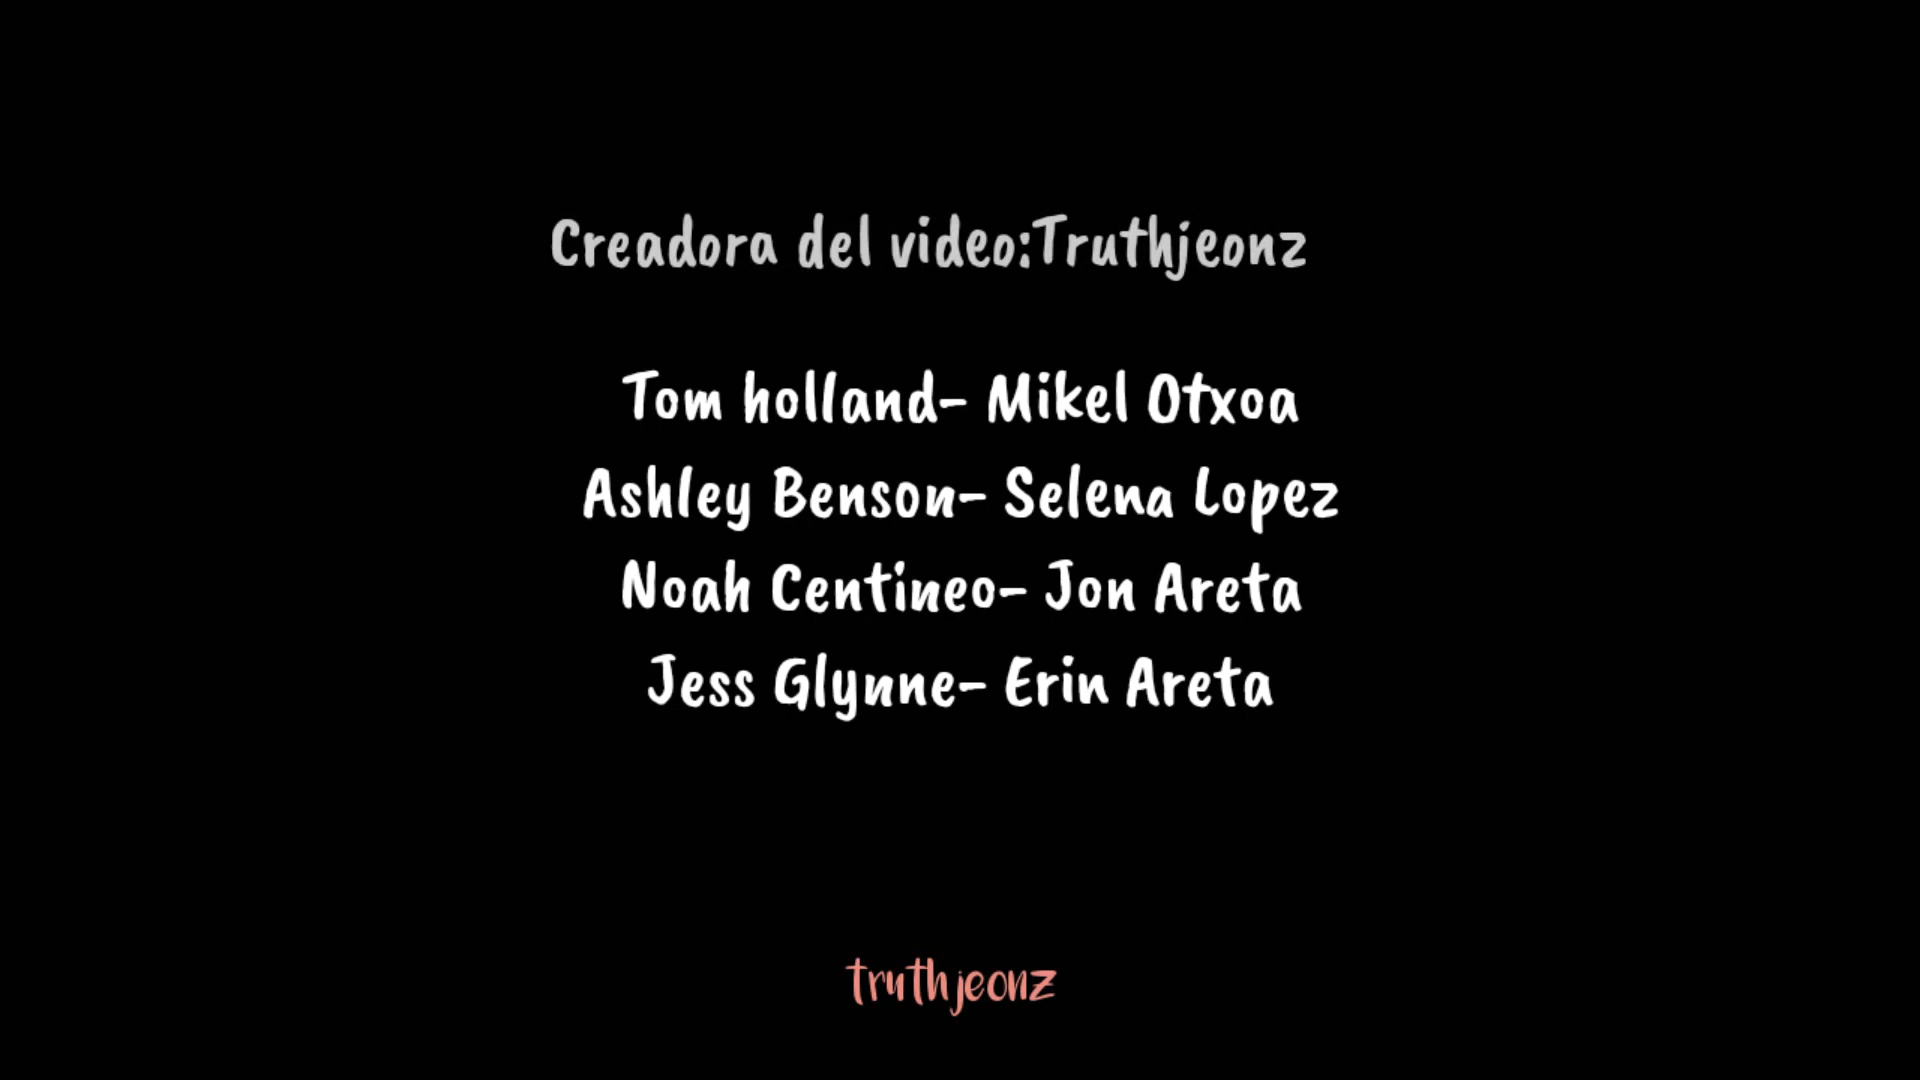 Creadora del video:Truthjeonz
Tom holland- Mikel Otxoa
Ashley Benson- Selena Lopez
Noah Centineo- Jon Areta
Jess Glynne- Erin Areta
truthjeonz